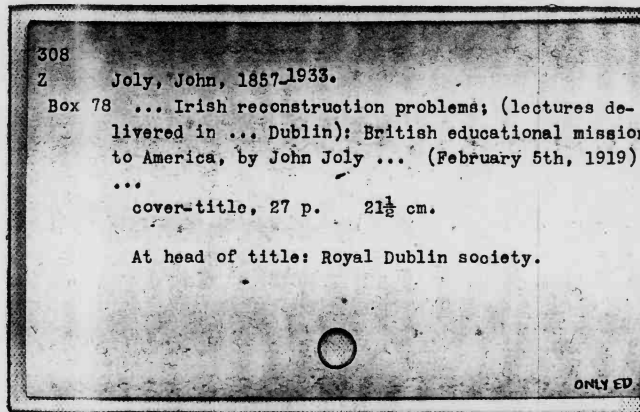 308
Z Joly, John, 1857-1933.
Box 78 ... Irish reconstruction problems; (lectures de-
livered in ... Dublin): British educational mission
to America, by John Joly ... (February 5th, 1919)
...
cover-title, 27 p. 21½ cm.
At head of title: Royal Dublin society.
ONLY ED